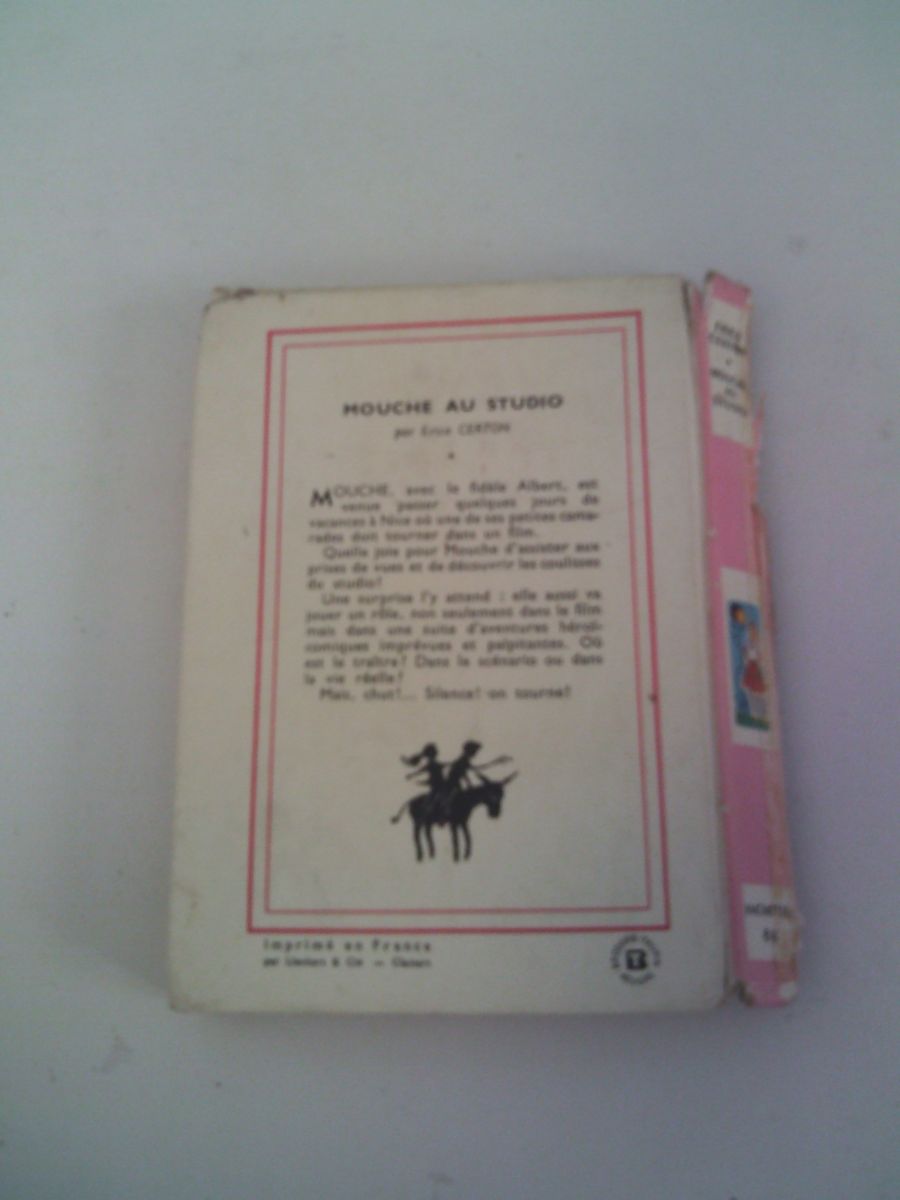 MOUCHE AU STUDIO
par Erica CERTON
MOUCHE, avec le fidèle Albert, est
venue passer quelques jours de
vacances à Nice où une de ses petites cama-
rades doit tourner dans un film.
Quelle joie pour Mouche d'assister aux
prises de vues et de découvrir les coulisses
du studio!
Une surprise l'y attend : elle aussi va
jouer un rôle, non seulement dans le film
mais dans une suite d'aventures héroï-
comiques imprévues et palpitantes. Où
est le traître? Dans le scénario ou dans
la vie réelle?
Mais, chut!... Silence! on tourne!
Imprimé en France
par & Cie —
MOUCHE
AU